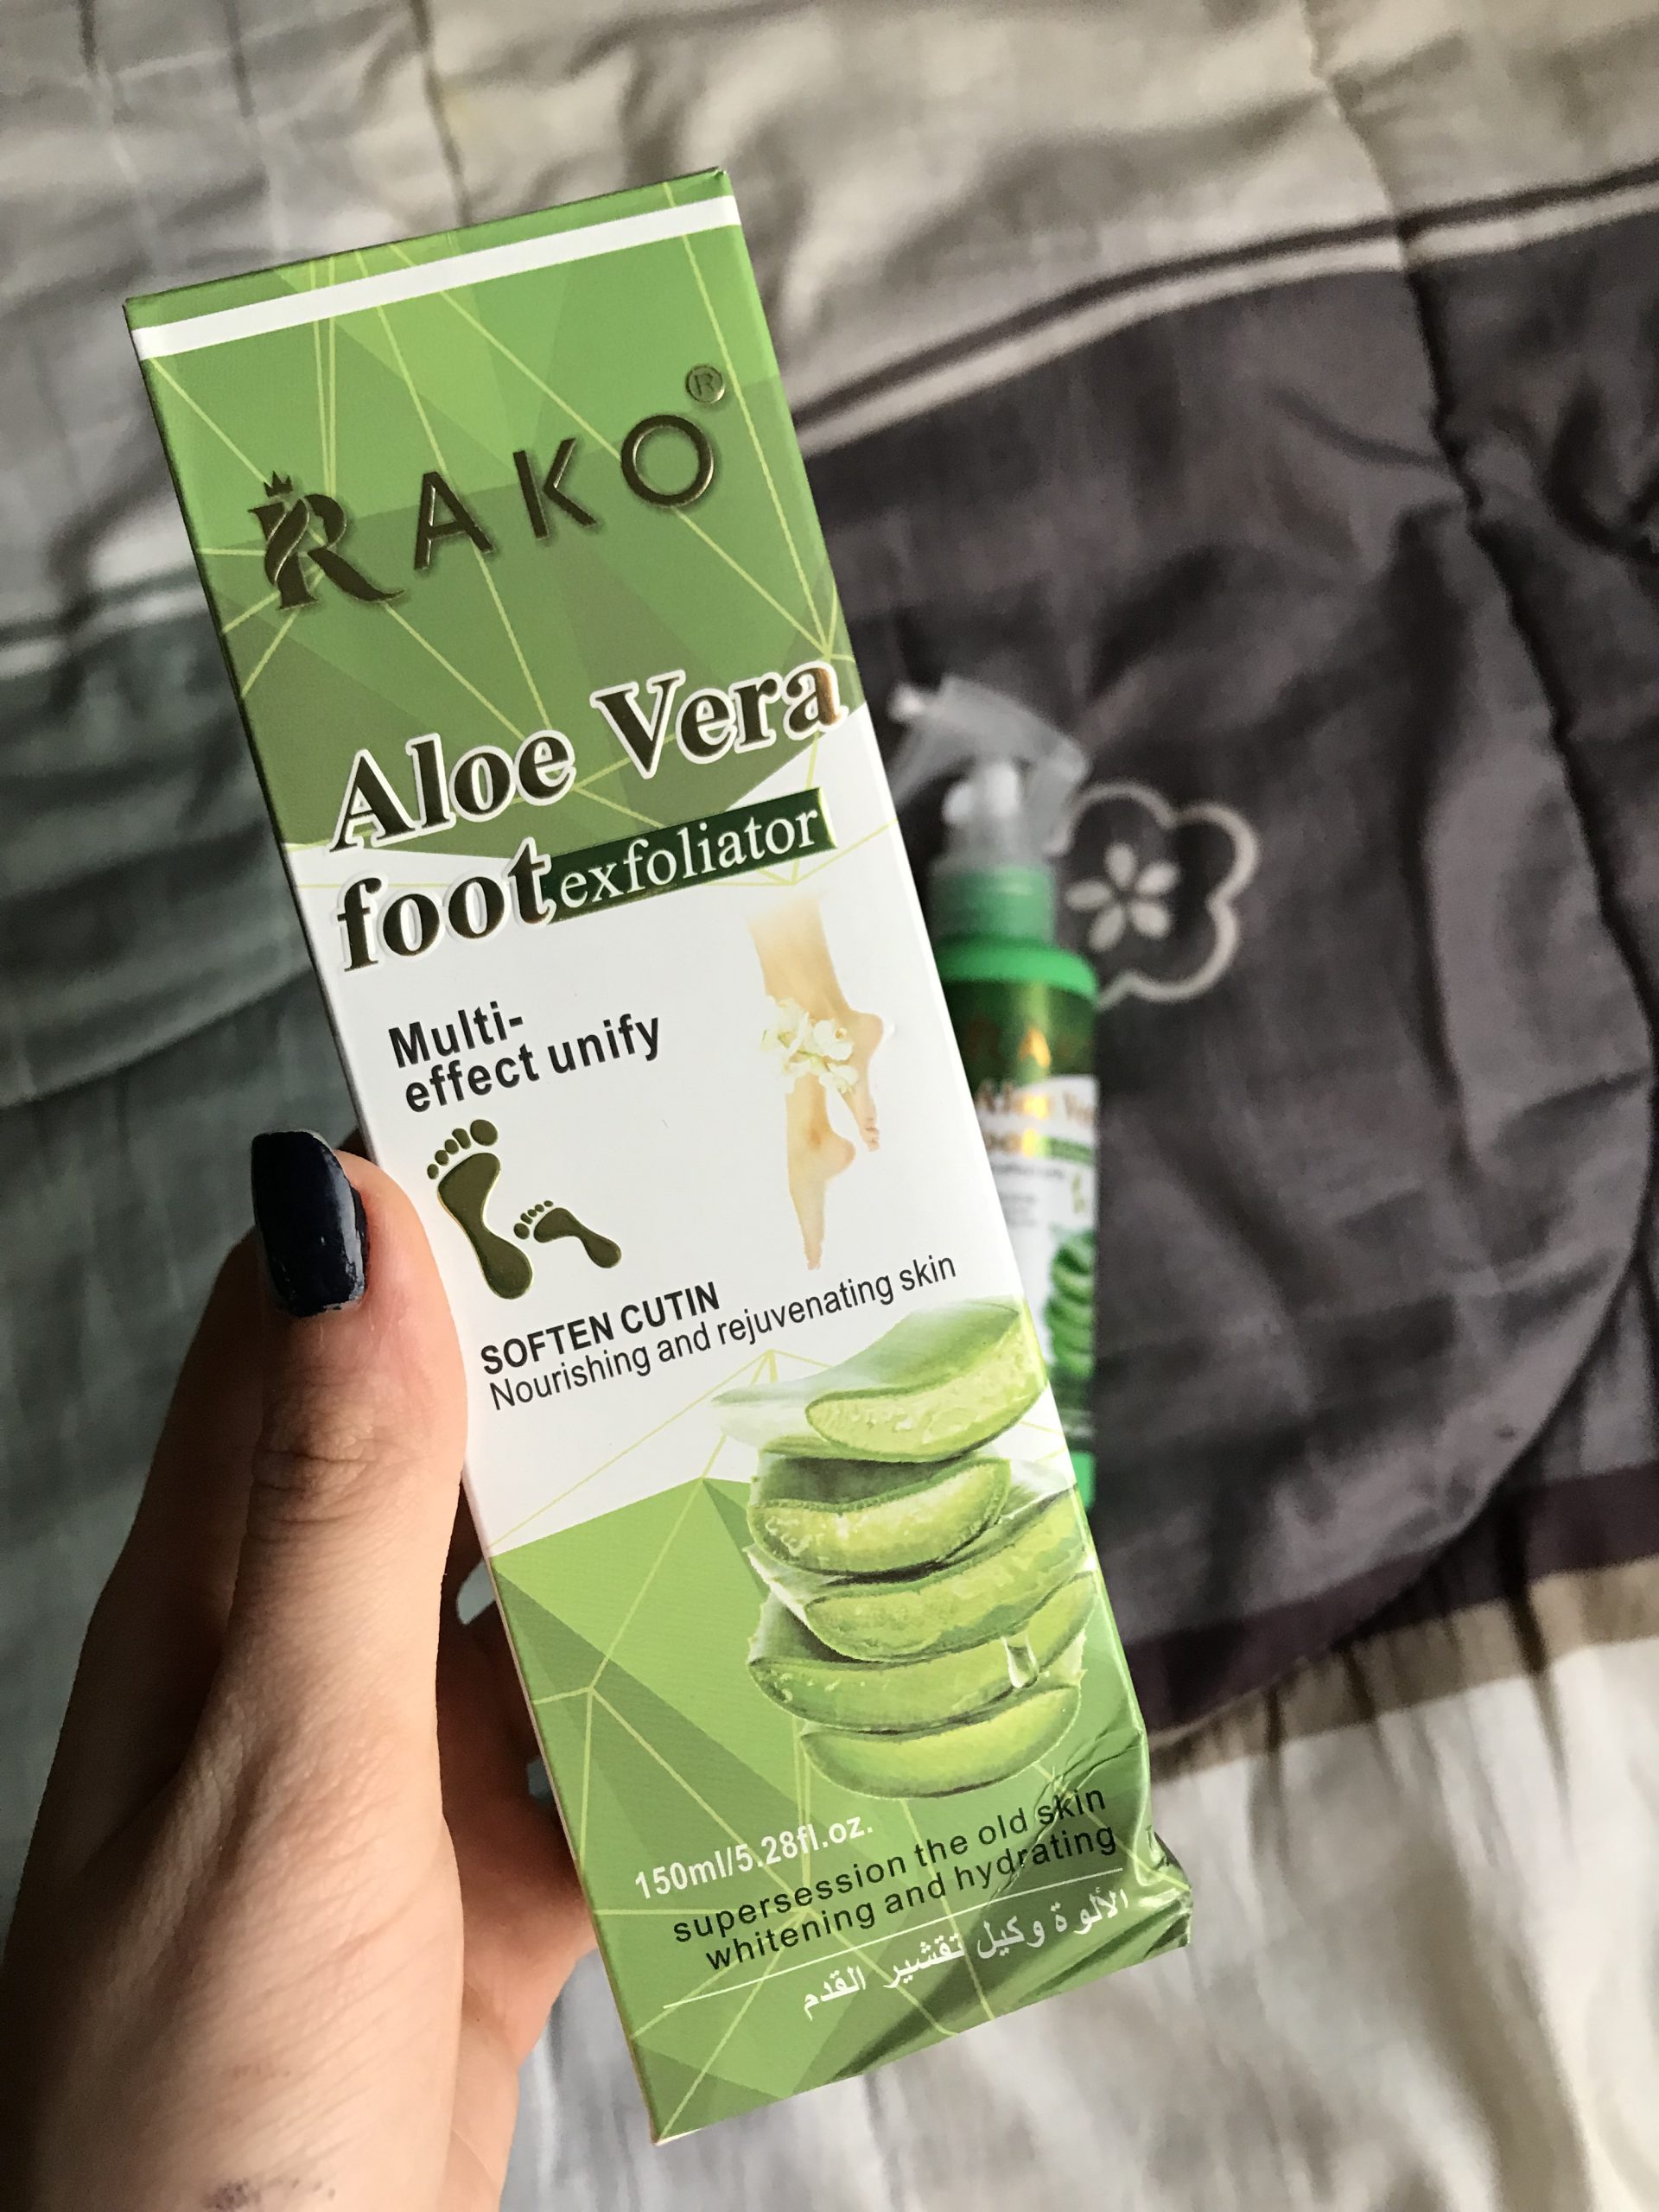 RAKO®
Aloe Vera
foot exfoliator
Multi-
effect unify
SOFTEN CUTIN
Nourishing and rejuvenating skin
150ml/5.28fl.oz.
supersession the old skin
whitening and hydrating
الألوة وكيل تقشير القدم